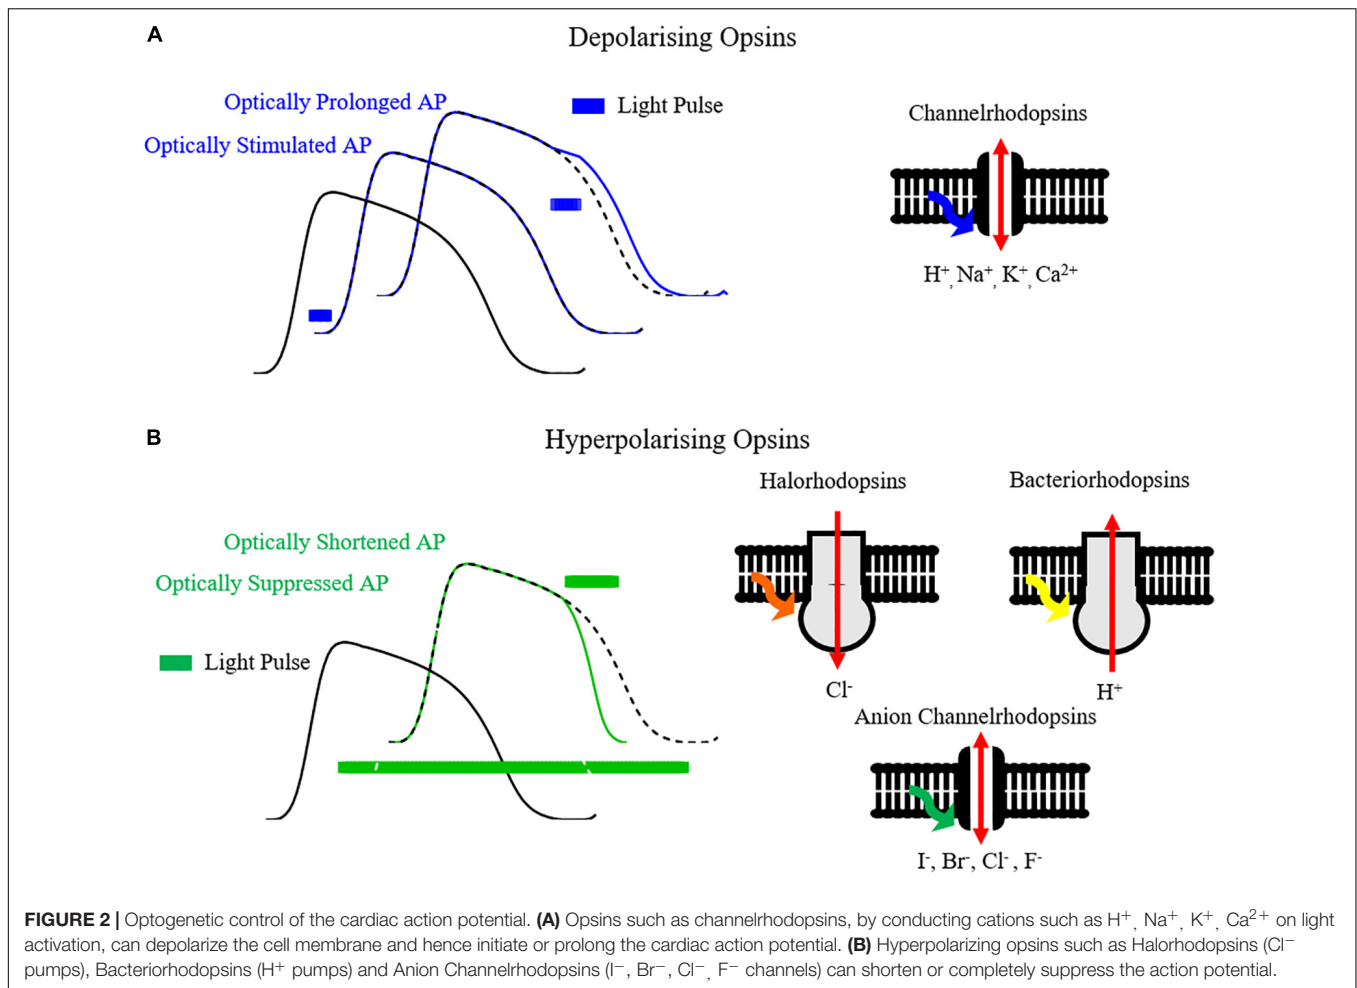 A
Depolarising Opsins
Optically Prolonged AP
Light Pulse
Optically Stimulated AP
Channelrhodopsins
H+, Na+, K+, Ca2+
B
Hyperpolarising Opsins
Halorhodopsins
Bacteriorhodopsins
Optically Shortened AP
Optically Suppressed AP
Light Pulse
Cl-
H+
Anion Channelrhodopsins
I-, Br-, Cl-, F-
FIGURE 2 | Optogenetic control of the cardiac action potential. (A) Opsins such as channelrhodopsins, by conducting cations such as H+, Na+, K+, Ca2+ on light
activation, can depolarize the cell membrane and hence initiate or prolong the cardiac action potential. (B) Hyperpolarizing opsins such as Halorhodopsins (Cl−
pumps), Bacteriorhodopsins (H+ pumps) and Anion Channelrhodopsins (I−, Br−, Cl−, F− channels) can shorten or completely suppress the action potential.